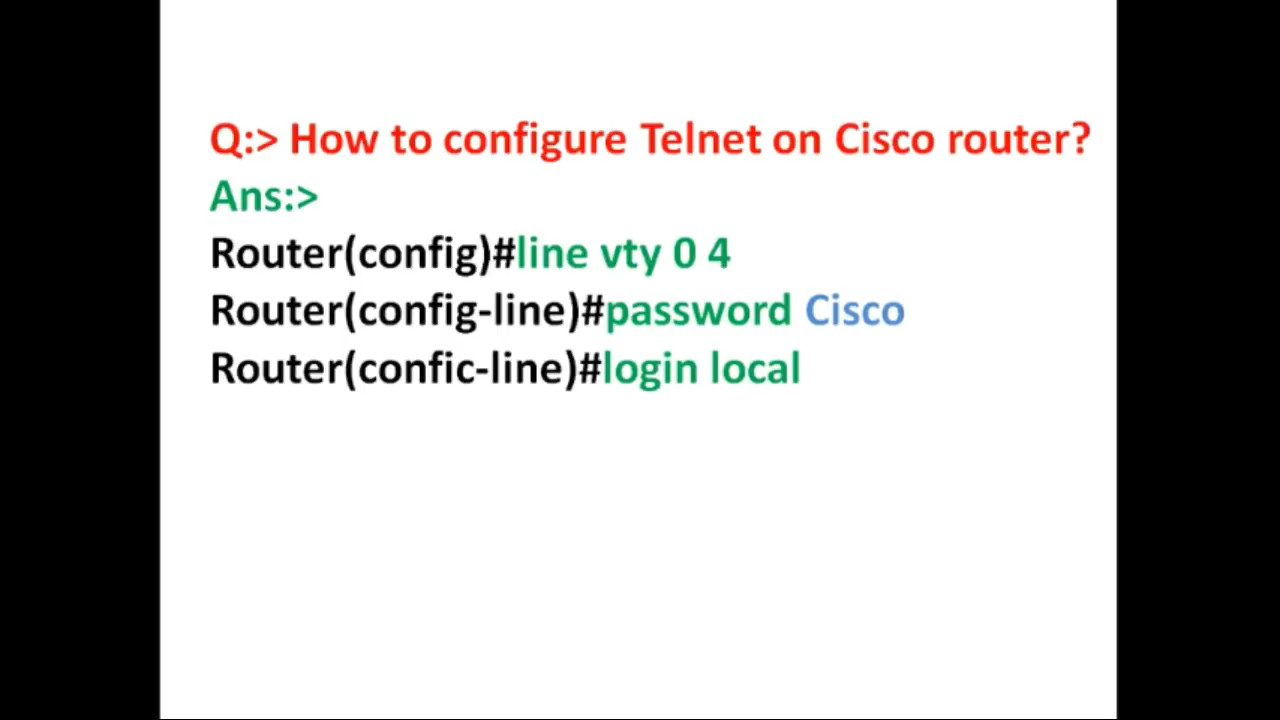 Q:> How to configure Telnet on Cisco router?
Ans:>
Router(config)#line vty 0 4
Router(config-line)#password Cisco
Router(confic-line)#login local